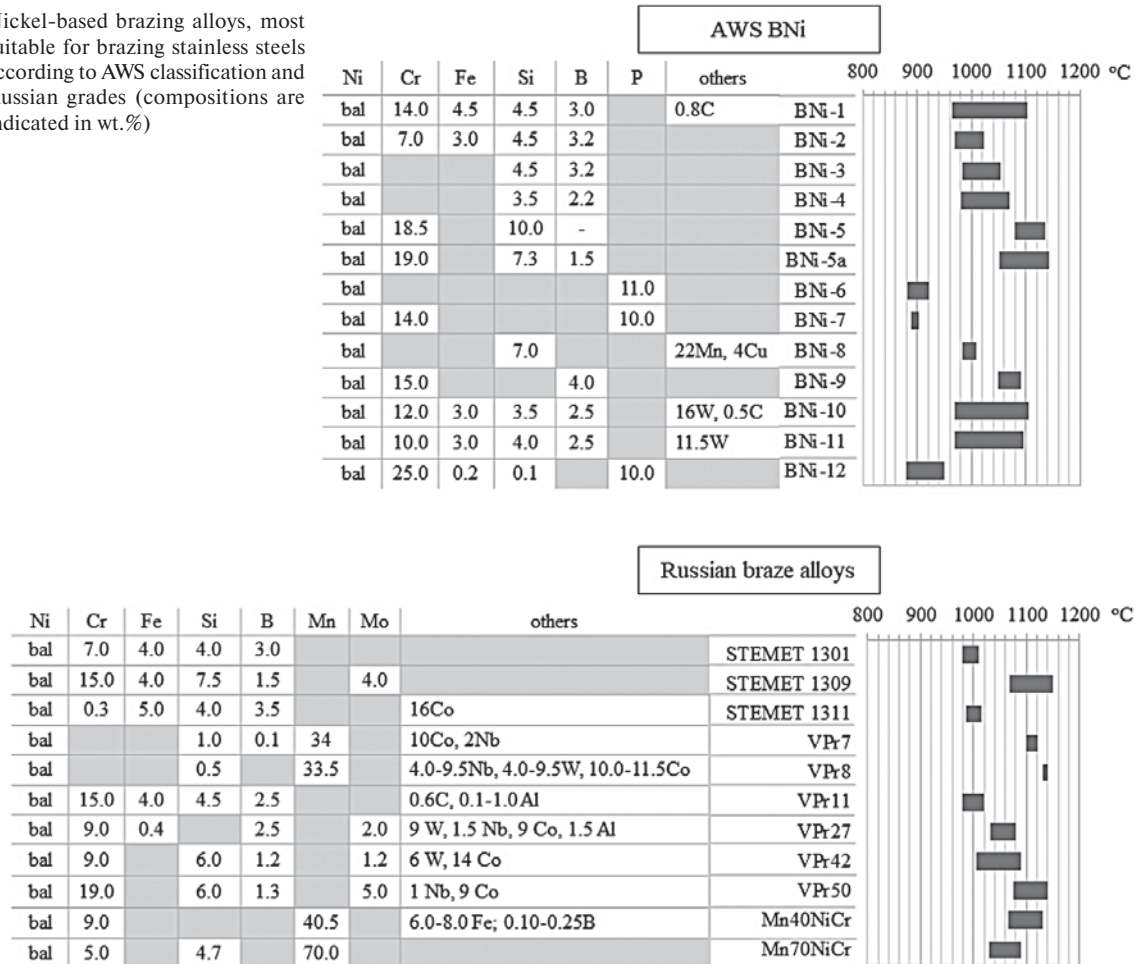 Nickel-based brazing alloys, most
suitable for brazing stainless steels
according to AWS classification and
Russian grades (compositions are
indicated in wt.%)
AWS BNi
Ni Cr Fe Si B P others 800 900 1000 1100 1200 °C
bal 14.0 4.5 4.5 3.0 0.8C BNi-1
bal 7.0 3.0 4.5 3.2 BNi-2
bal 4.5 3.2 BNi-3
bal 3.5 2.2 BNi-4
bal 18.5 10.0 - BNi-5
bal 19.0 7.3 1.5 BNi-5a
bal 11.0 BNi-6
bal 14.0 10.0 BNi-7
bal 7.0 22Mn, 4Cu BNi-8
bal 15.0 4.0 BNi-9
bal 12.0 3.0 3.5 2.5 16W, 0.5C BNi-10
bal 10.0 3.0 4.0 2.5 11.5W BNi-11
bal 25.0 0.2 0.1 10.0 BNi-12
Russian braze alloys
Ni Cr Fe Si B Mn Mo others 800 900 1000 1100 1200 °C
bal 7.0 4.0 4.0 3.0 STEMET 1301
bal 15.0 4.0 7.5 1.5 4.0 STEMET 1309
bal 0.3 5.0 4.0 3.5 16Co STEMET 1311
bal 1.0 0.1 34 10Co, 2Nb VPr7
bal 0.5 33.5 4.0-9.5Nb, 4.0-9.5W, 10.0-11.5Co VPr8
bal 15.0 4.0 4.5 2.5 0.6C, 0.1-1.0Al VPr11
bal 9.0 0.4 2.5 2.0 9 W, 1.5 Nb, 9 Co, 1.5 Al VPr27
bal 9.0 6.0 1.2 1.2 6 W, 14 Co VPr42
bal 19.0 6.0 1.3 5.0 1 Nb, 9 Co VPr50
bal 9.0 40.5 6.0-8.0 Fe; 0.10-0.25B Mn40NiCr
bal 5.0 4.7 70.0 Mn70NiCr